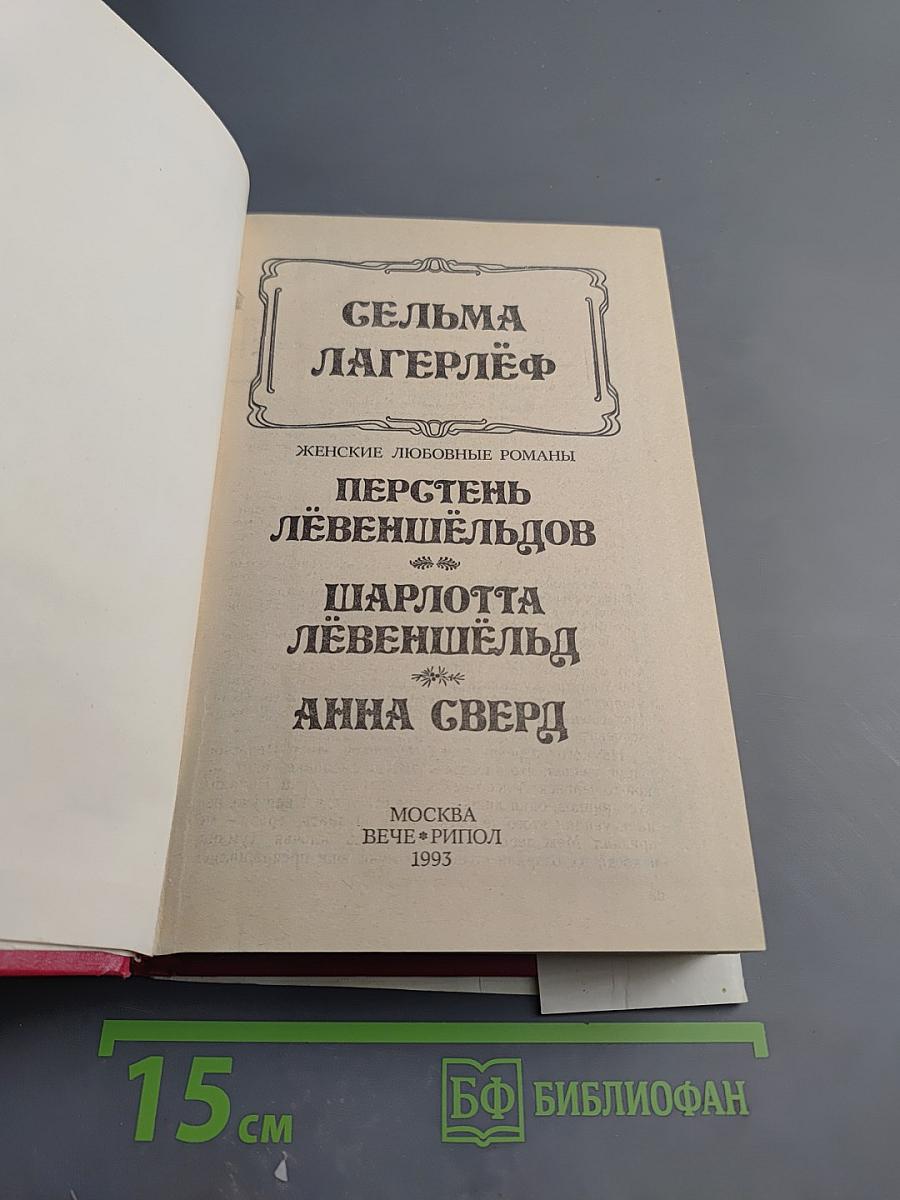 СЕЛЬМА
ЛАГЕРЛЁФ
ЖЕНСКИЕ ЛЮБОВНЫЕ РОМАНЫ
ПЕРСТЕНЬ
ЛЁВЕНШЁЛЬДОВ
ШАРЛОТТА
ЛЁВЕНШЁЛЬД
АННА СВЕРД
МОСКВА
ВЕЧЕ * РИПОЛ
1993
15 см
БФ БИБЛИОФАН